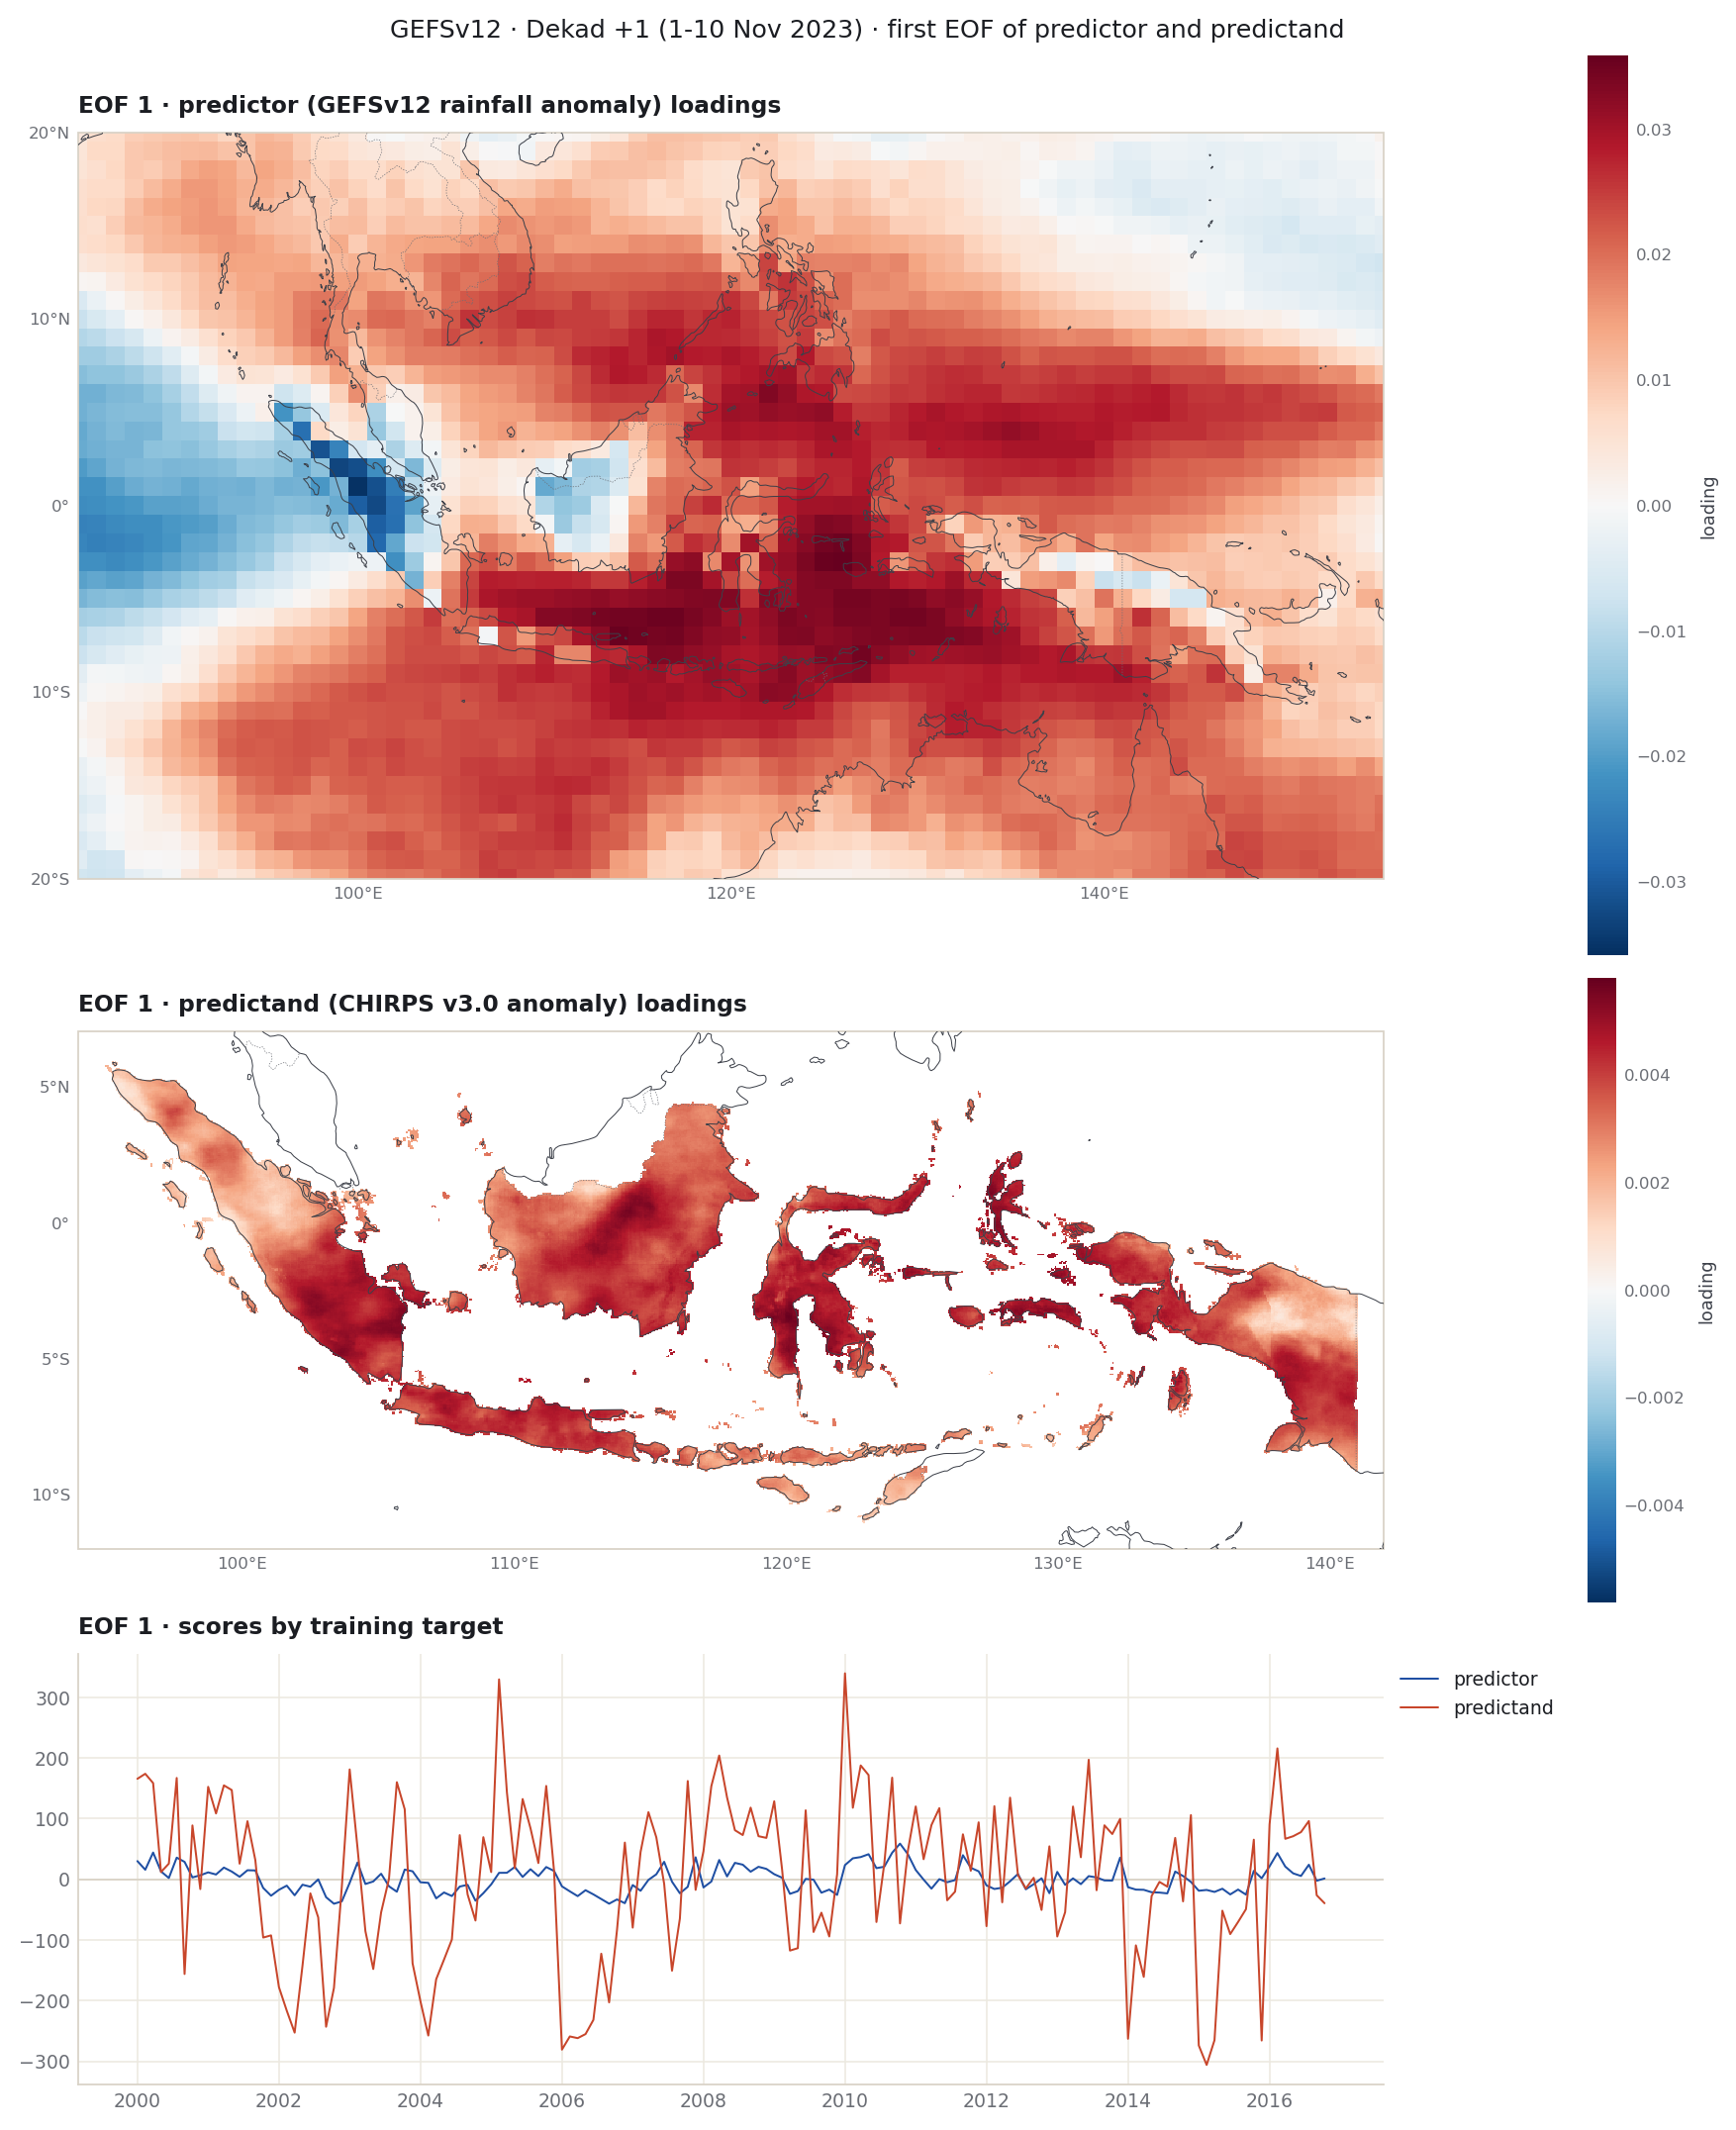 GEFSv12 · Dekad +1 (1-10 Nov 2023) · first EOF of predictor and predictand
EOF 1 · predictor (GEFSv12 rainfall anomaly) loadings
20°N
10°N
0°
10°S
20°S
100°E
120°E
140°E
0.03
0.02
0.01
0.00
−0.01
−0.02
−0.03
loading
EOF 1 · predictand (CHIRPS v3.0 anomaly) loadings
5°N
0°
5°S
10°S
100°E
110°E
120°E
130°E
140°E
0.004
0.002
0.000
−0.002
−0.004
loading
EOF 1 · scores by training target
300
200
100
0
−100
−200
−300
2000
2002
2004
2006
2008
2010
2012
2014
2016
predictor
predictand